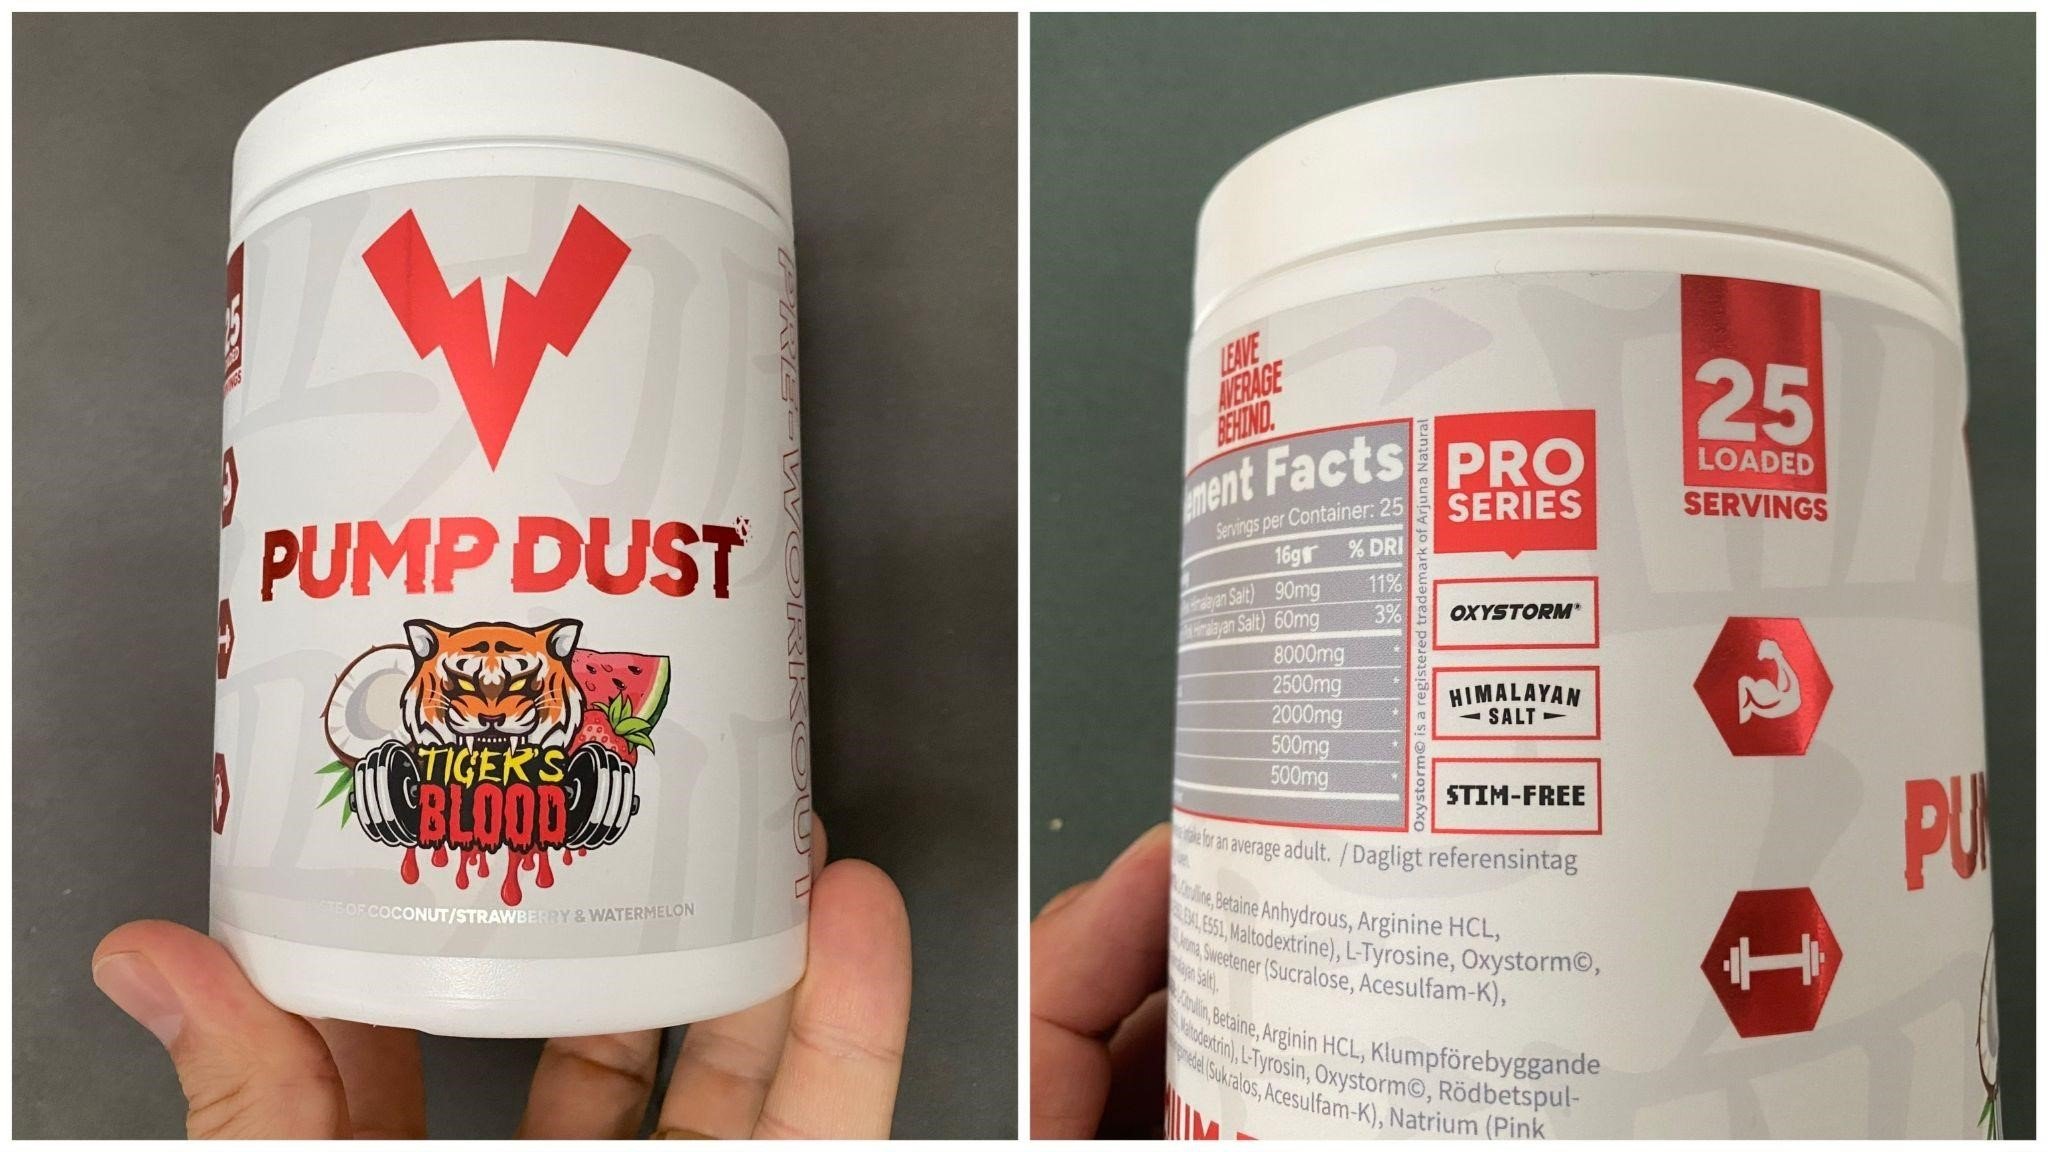 25
PUMP DUST
TIGER'S
BLOOD
OF COCONUT/STRAWBERRY & WATERMELON
PRE-WORKOUT
LEAVE
AVERAGE
BEHIND.
Facts
Servings per Container: 25
16g % DRI
Himalayan Salt) 90mg 11%
Himalayan Salt) 60mg 3%
8000mg *
2500mg *
2000mg *
500mg *
500mg *
Oxystorm© is a registered trademark of Arjuna Natural
PRO
SERIES
OXYSTORM®
HIMALAYAN
SALT
STIM-FREE
25
LOADED
SERVINGS
intake for an average adult. / Dagligt referensintag
Betaine Anhydrous, Arginine HCL,
E341, E551, Maltodextrine), L-Tyrosine, Oxystorm©,
Aroma, Sweetener (Sucralose, Acesulfam-K),
Salt).
Betaine, Arginin HCL, Klumpförebyggande
Maltodextrin), L-Tyrosin, Oxystorm©, Rödbetspul-
(Sukralos, Acesulfam-K), Natrium (Pink